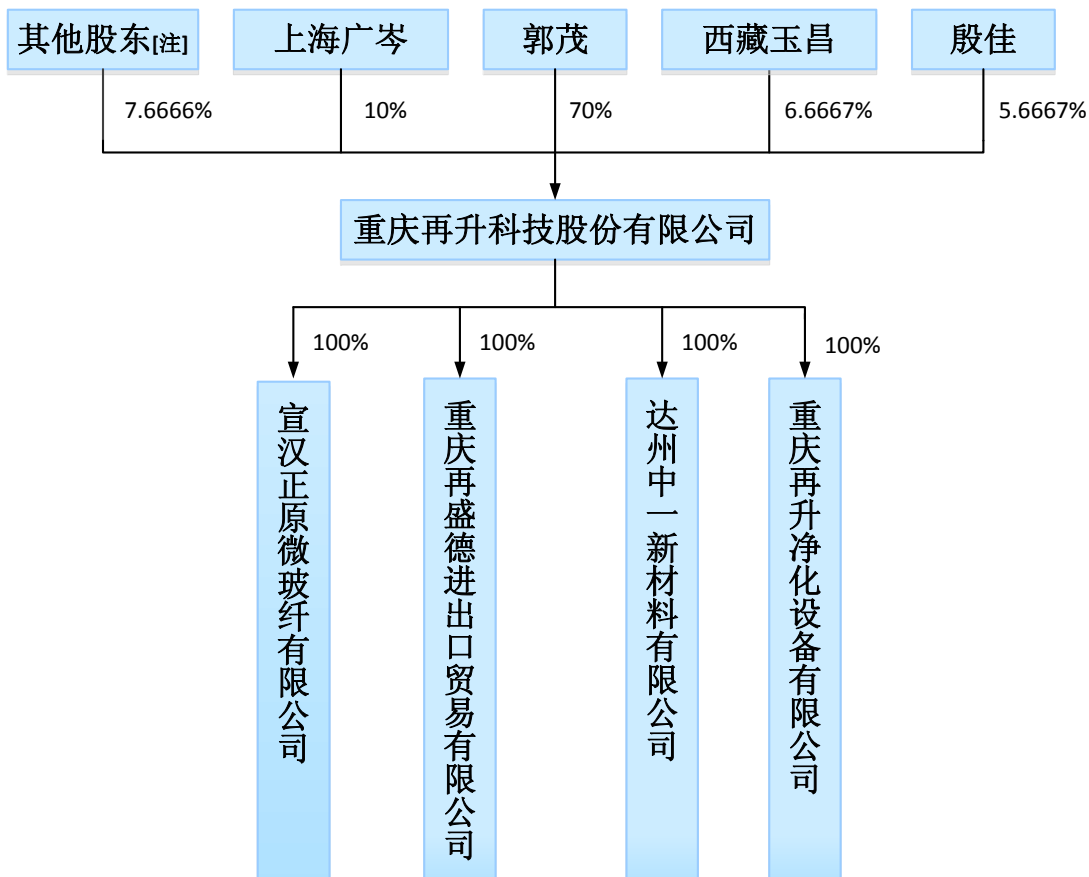 其他股东[注]
上海广岑
郭茂
西藏玉昌
殷佳
7.6666%
10%
70%
6.6667%
5.6667%
重庆再升科技股份有限公司
100%
100%
100%
100%
宣汉正原微玻纤有限公司
重庆再盛德进出口贸易有限公司
达州中一新材料有限公司
重庆再升净化设备有限公司